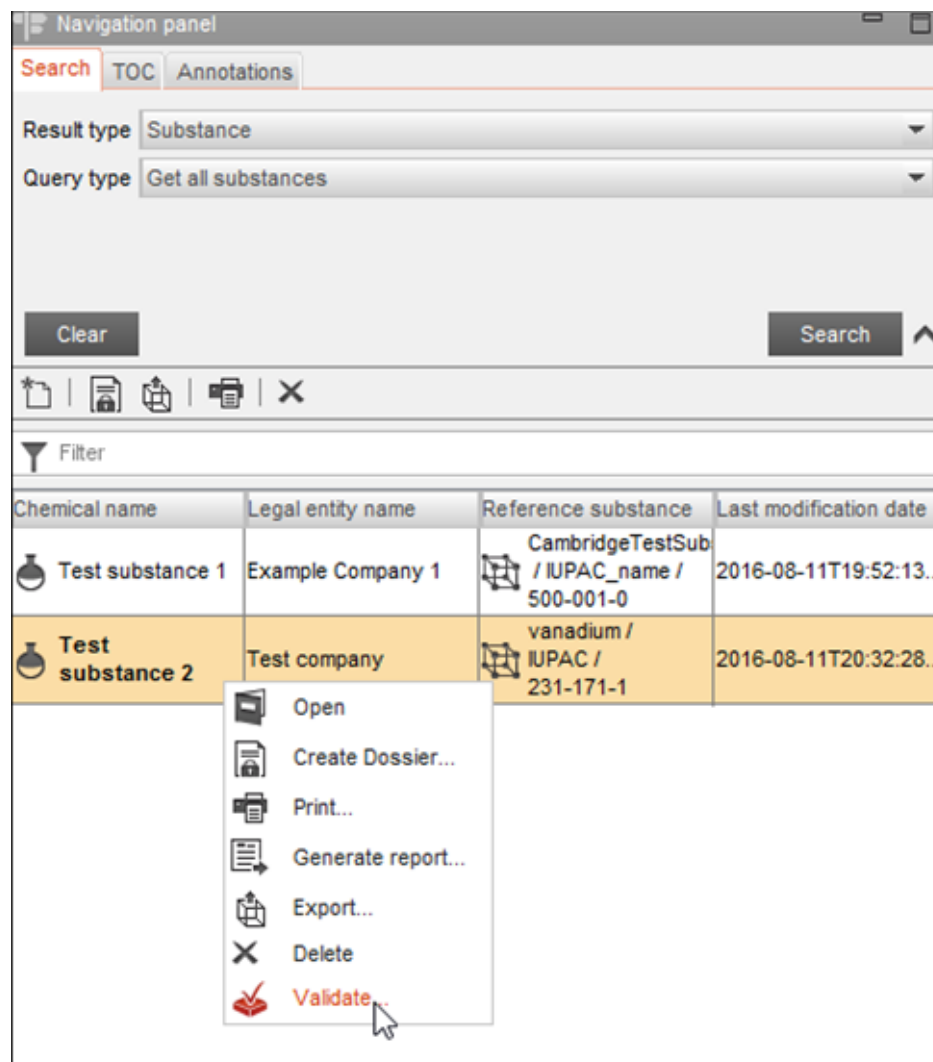 Navigation panel
Search TOC Annotations
Result type Substance
Query type Get all substances
Clear Search
Filter
Chemical name Legal entity name Reference substance Last modification date
Test substance 1 Example Company 1 CambridgeTestSub
/ IUPAC_name /
500-001-0 2016-08-11T19:52:13..
Test
substance 2 Test company vanadium /
IUPAC /
231-171-1 2016-08-11T20:32:28..
Open
Create Dossier...
Print...
Generate report...
Export...
Delete
Validate...